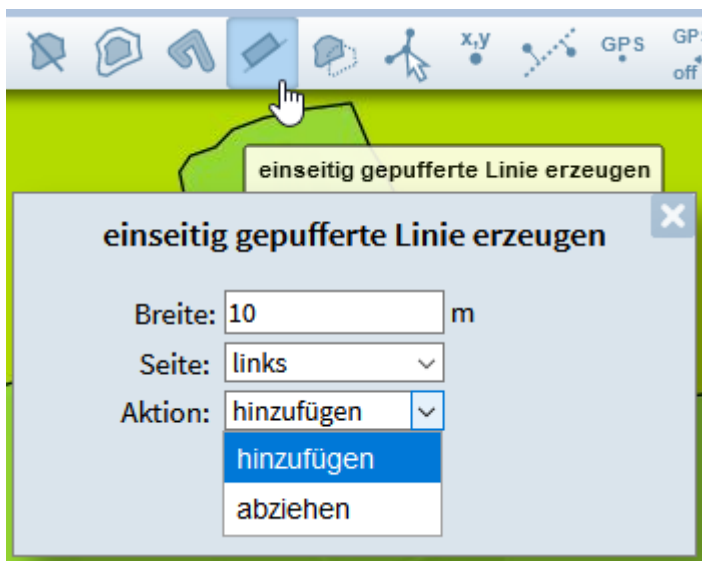 x,y
GPS
GPS
off
einseitig gepufferte Linie erzeugen
einseitig gepufferte Linie erzeugen
Breite: 10 m
Seite: links
Aktion: hinzufügen
hinzufügen
abziehen